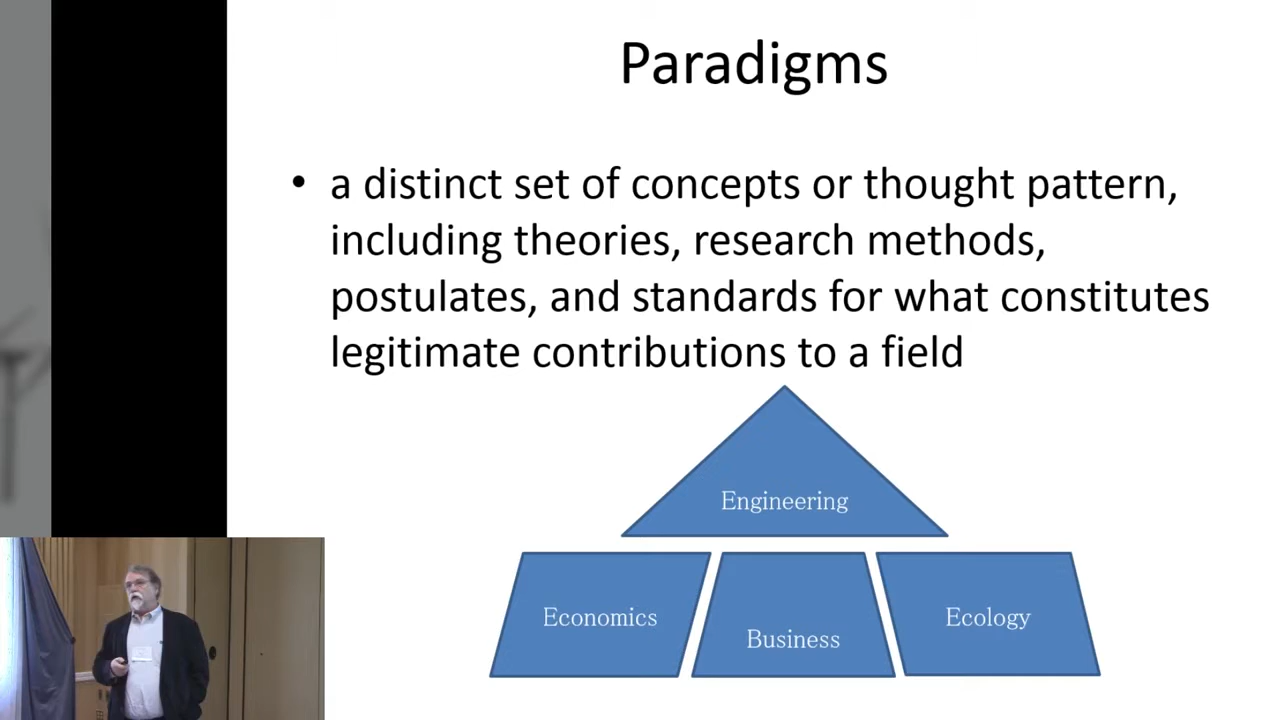 Paradigms
• a distinct set of concepts or thought pattern,
including theories, research methods,
postulates, and standards for what constitutes
legitimate contributions to a field
Engineering
Economics
Business
Ecology